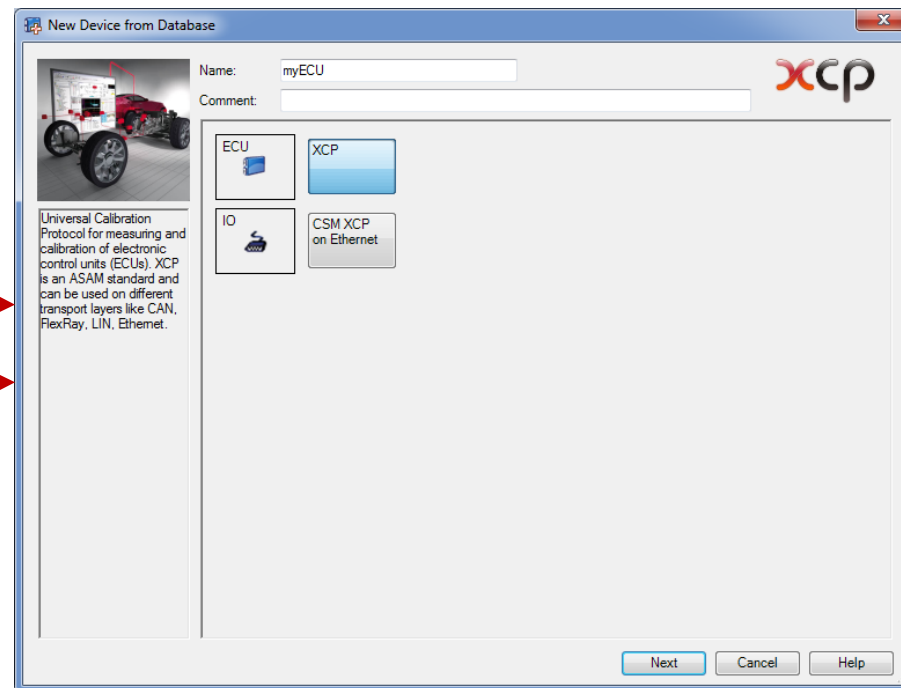 New Device from Database
x
Name: myECU
Comment:
xcp
ECU
XCP
IO
CSM XCP
on Ethernet
Universal Calibration
Protocol for measuring and
calibration of electronic
control units (ECUs). XCP
is an ASAM standard and
can be used on different
transport layers like CAN,
FlexRay, LIN, Ethernet.
Next Cancel Help